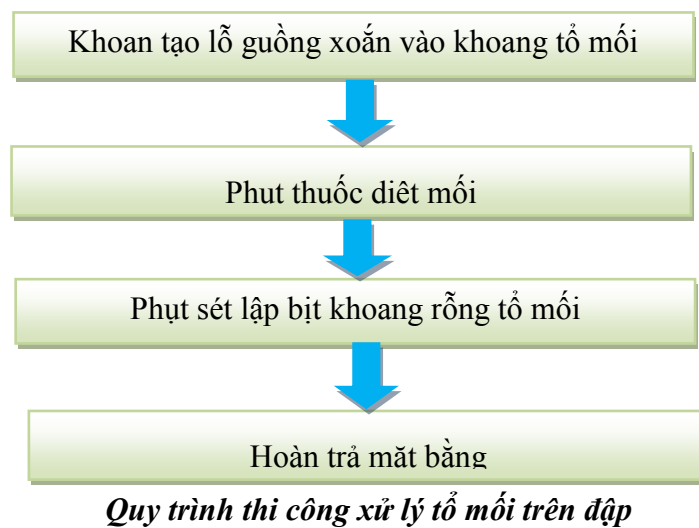 Khoan tạo lỗ guồng xoắn vào khoang tổ mối
Phut thuốc diêt mối
Phụt sét lập bịt khoang rỗng tổ mối
Hoàn trả măt bằng
Quy trình thi công xử lý tổ mối trên đập